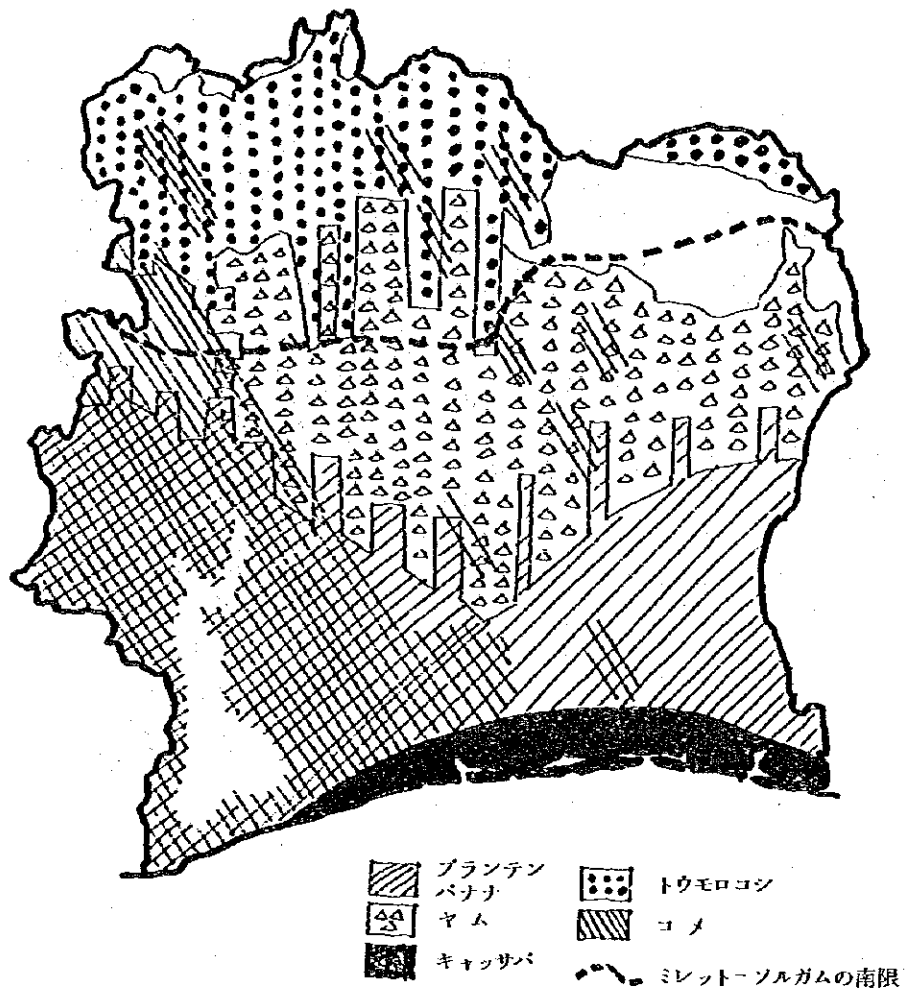 プランテン
バナナ
ヤム
キャッサバ
トウモロコシ
コメ
ミレットーソルガムの南限